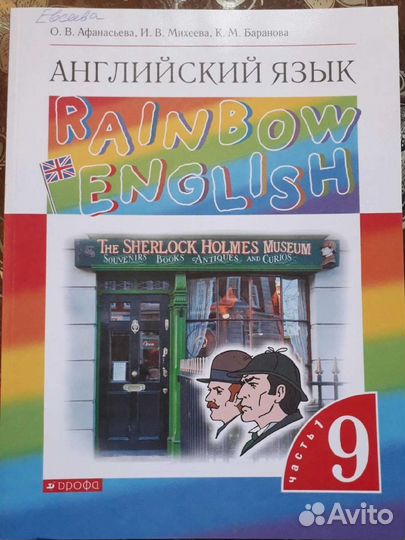 Евсеева
О. В. Афанасьева, И. В. Михеева, К. М. Баранова
АНГЛИЙСКИЙ ЯЗЫК
RAINBOW
ENGLISH
THE SHERLOCK HOLMES MUSEUM
SOUVENIRS BOOKS ANTIQUES AND CURIOS
часть 1
9
дрофа
Avito